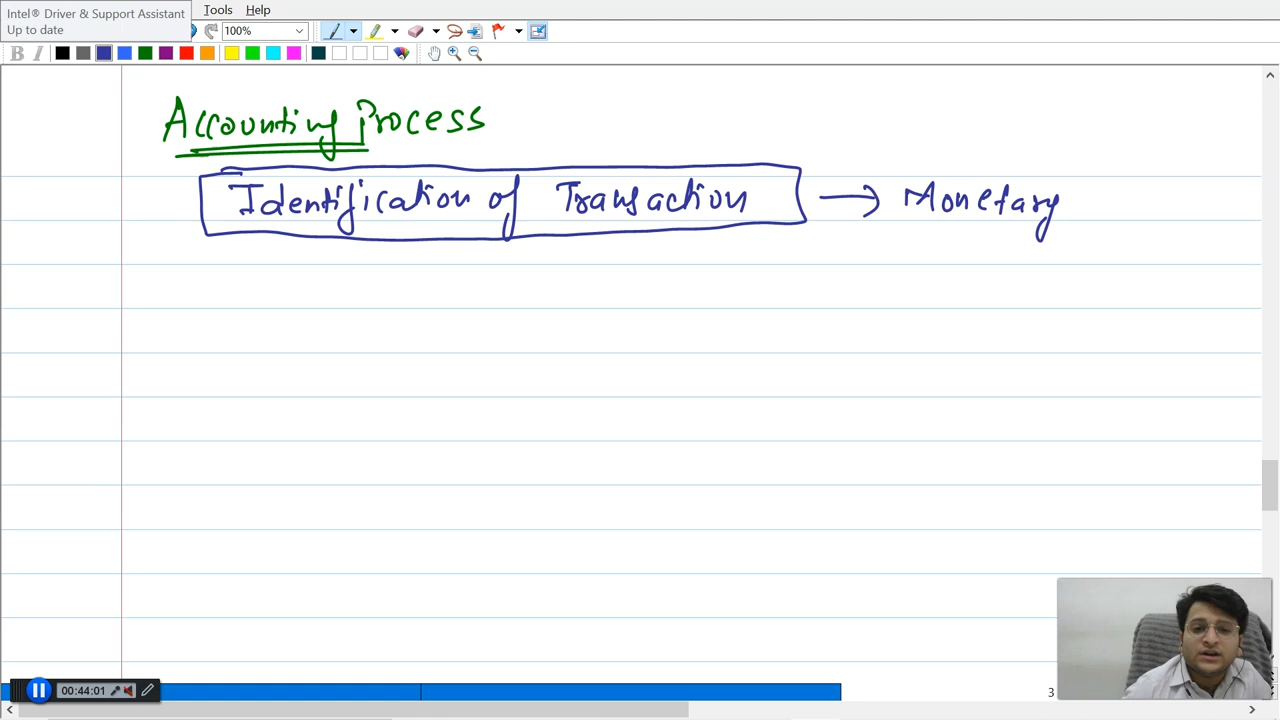 Intel® Driver & Support Assistant
Up to date
Tools Help
100%
B I
Accounting Process
Identification of Transaction → Monetary
00:44:01
3